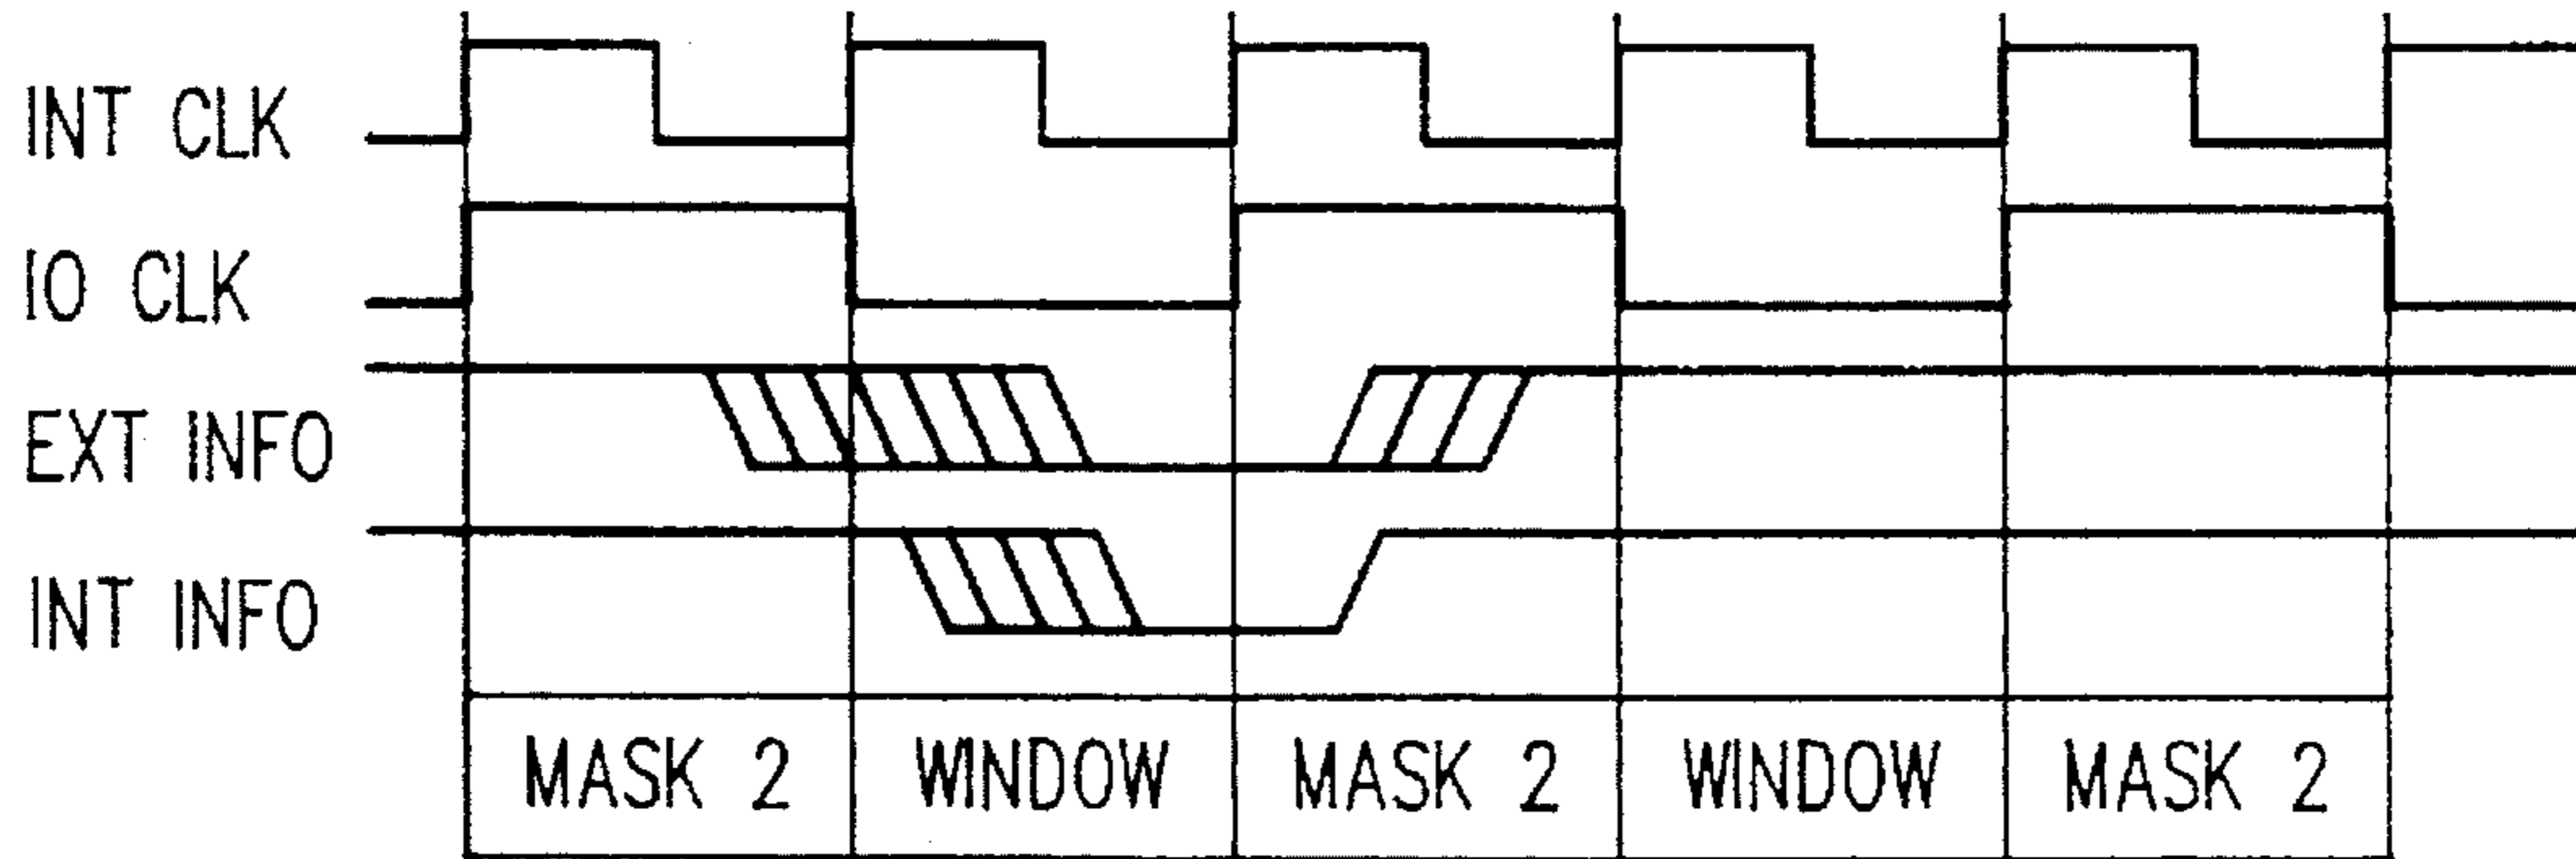 INT CLK
IO CLK
EXT INFO
INT INFO
MASK 2 WINDOW MASK 2 WINDOW MASK 2